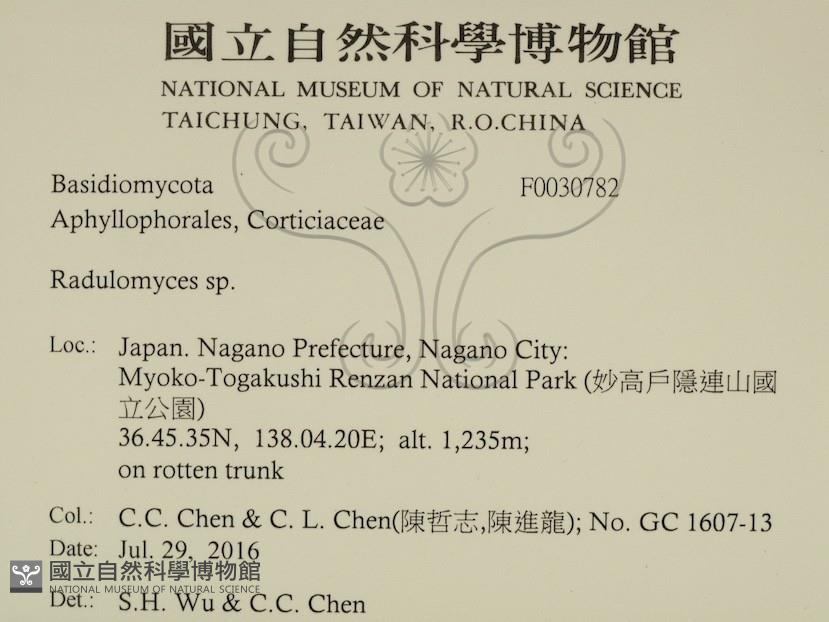 國立自然科學博物館
NATIONAL MUSEUM OF NATURAL SCIENCE
TAICHUNG, TAIWAN, R.O.CHINA
Basidiomycota F0030782
Aphyllophorales, Corticiaceae
Radulomyces sp.
Loc.: Japan. Nagano Prefecture, Nagano City:
Myoko-Togakushi Renzan National Park (妙高戶隱連山國
立公園)
36.45.35N, 138.04.20E; alt. 1,235m;
on rotten trunk
Col.: C.C. Chen & C. L. Chen(陳哲志,陳進龍); No. GC 1607-13
Date: Jul. 29, 2016
國立自然科學博物館
NATIONAL MUSEUM OF NATURAL SCIENCE
Det.: S.H. Wu & C.C. Chen